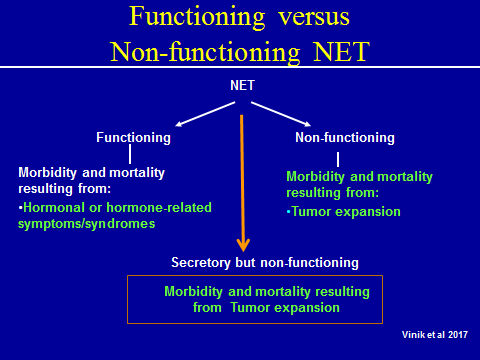 Functioning versus
Non-functioning NET
NET
Functioning
Non-functioning
Morbidity and mortality
resulting from:
•Hormonal or hormone-related
symptoms/syndromes
Morbidity and mortality
resulting from:
•Tumor expansion
Secretory but non-functioning
Morbidity and mortality resulting
from Tumor expansion
Vinik et al 2017